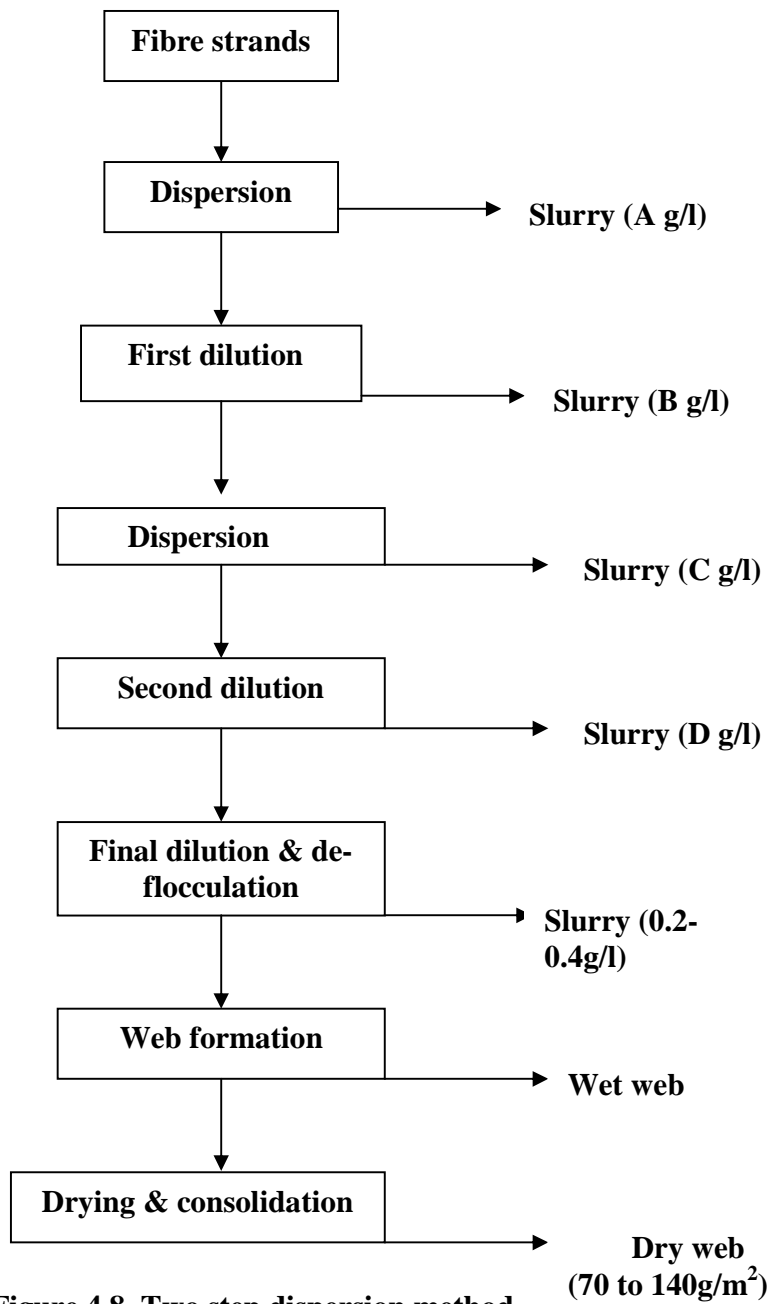 Fibre strands
Dispersion
Slurry (A g/l)
First dilution
Slurry (B g/l)
Dispersion
Slurry (C g/l)
Second dilution
Slurry (D g/l)
Final dilution & de-
flocculation
Slurry (0.2-
0.4g/l)
Web formation
Wet web
Drying & consolidation
Dry web
(70 to 140g/m²)
Figure 4.8 Two step dispersion method